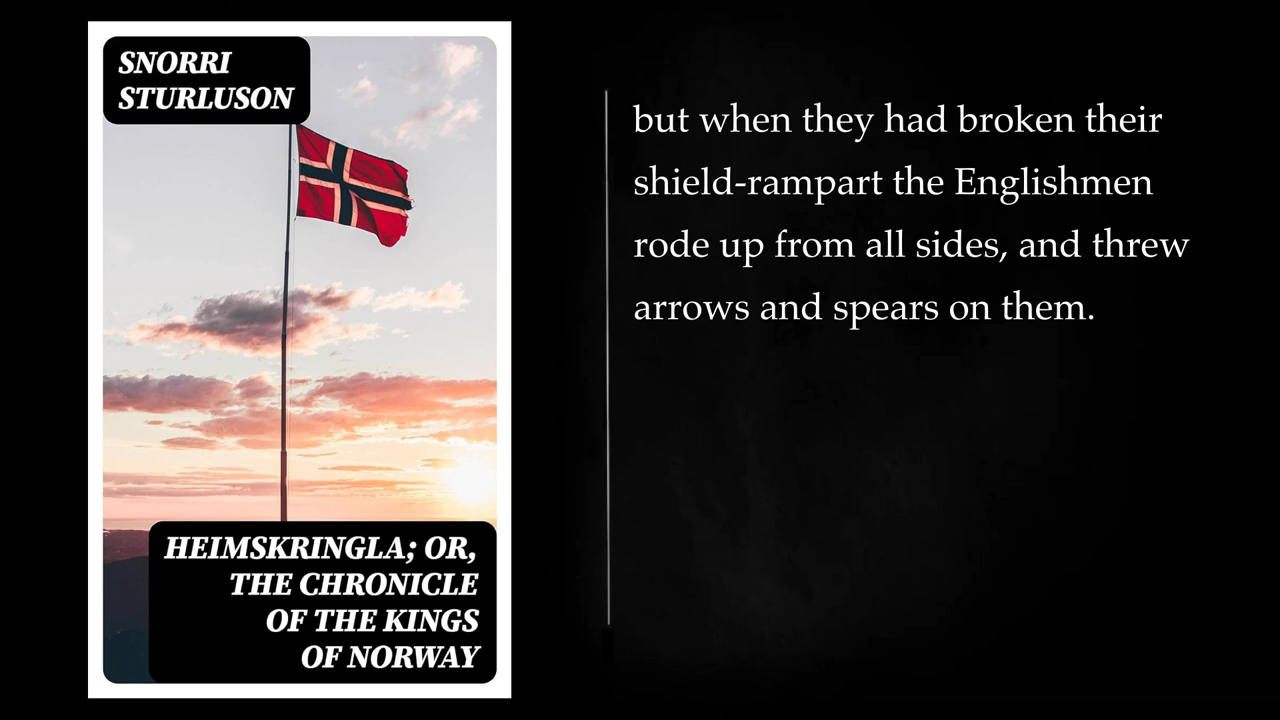 SNORRI
STURLUSON
HEIMSKRINGLA; OR,
THE CHRONICLE
OF THE KINGS
OF NORWAY
but when they had broken their
shield-rampart the Englishmen
rode up from all sides, and threw
arrows and spears on them.